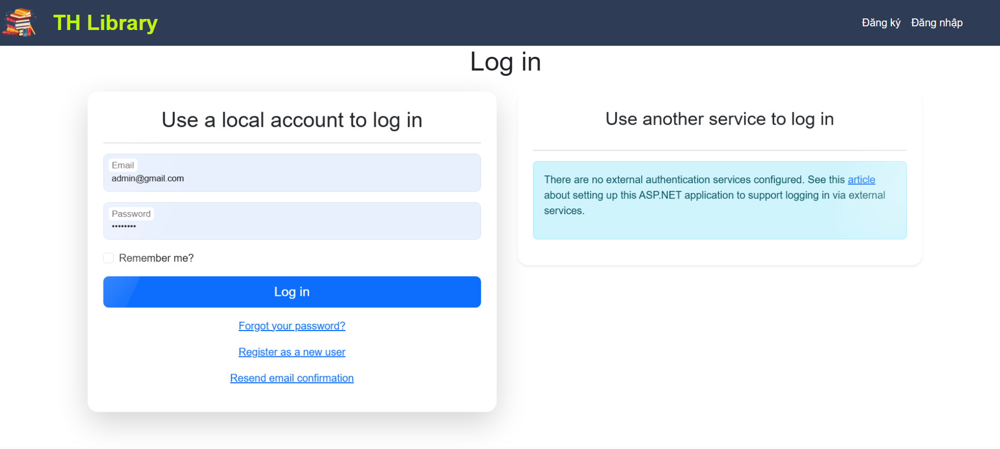 TH Library
Đăng ký Đăng nhập
Log in
Use a local account to log in
Email
admin@gmail.com
Password
••••••••
Remember me?
Log in
Forgot your password?
Register as a new user
Resend email confirmation
Use another service to log in
There are no external authentication services configured. See this article
about setting up this ASP.NET application to support logging in via external
services.